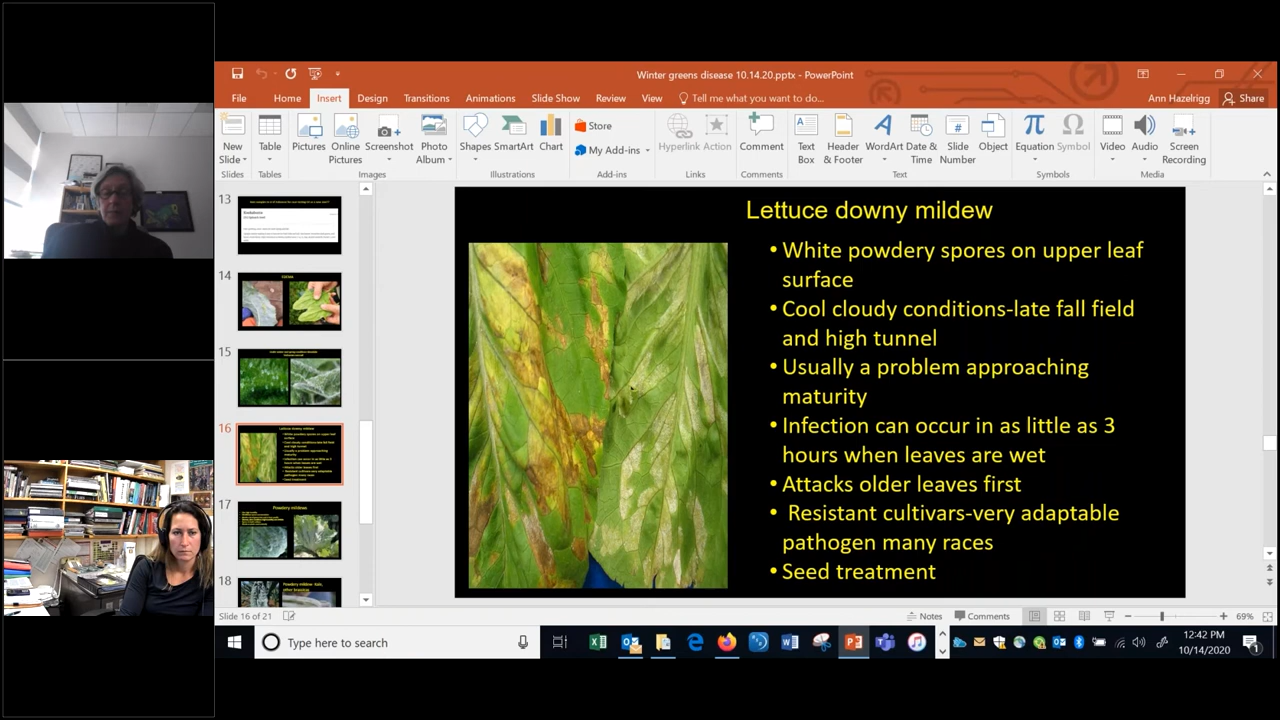 Winter greens disease 10.14.20.pptx - PowerPoint
File Home Insert Design Transitions Animations Slide Show Review View Tell me what you want to do... Ann Hazelrigg Share
New Slide
Table
Pictures
Online Pictures
Screenshot
Photo Album
Shapes
SmartArt
Chart
Store
My Add-ins
Hyperlink
Action
Comment
Text Box
Header & Footer
WordArt
Date & Time
Slide Number
Object
Equation
Symbol
Video
Audio
Screen Recording
Slides Tables Images Illustrations Add-ins Links Comments Text Symbols Media
13
14
EDEMA
15
16
Lettuce downy mildew
17
Powdery mildews
18
Lettuce downy mildew
• White powdery spores on upper leaf
surface
• Cool cloudy conditions-late fall field
and high tunnel
• Usually a problem approaching
maturity
• Infection can occur in as little as 3
hours when leaves are wet
• Attacks older leaves first
• Resistant cultivars-very adaptable
pathogen many races
• Seed treatment
Slide 16 of 21
Notes Comments 69%
Type here to search
12:42 PM
10/14/2020
1